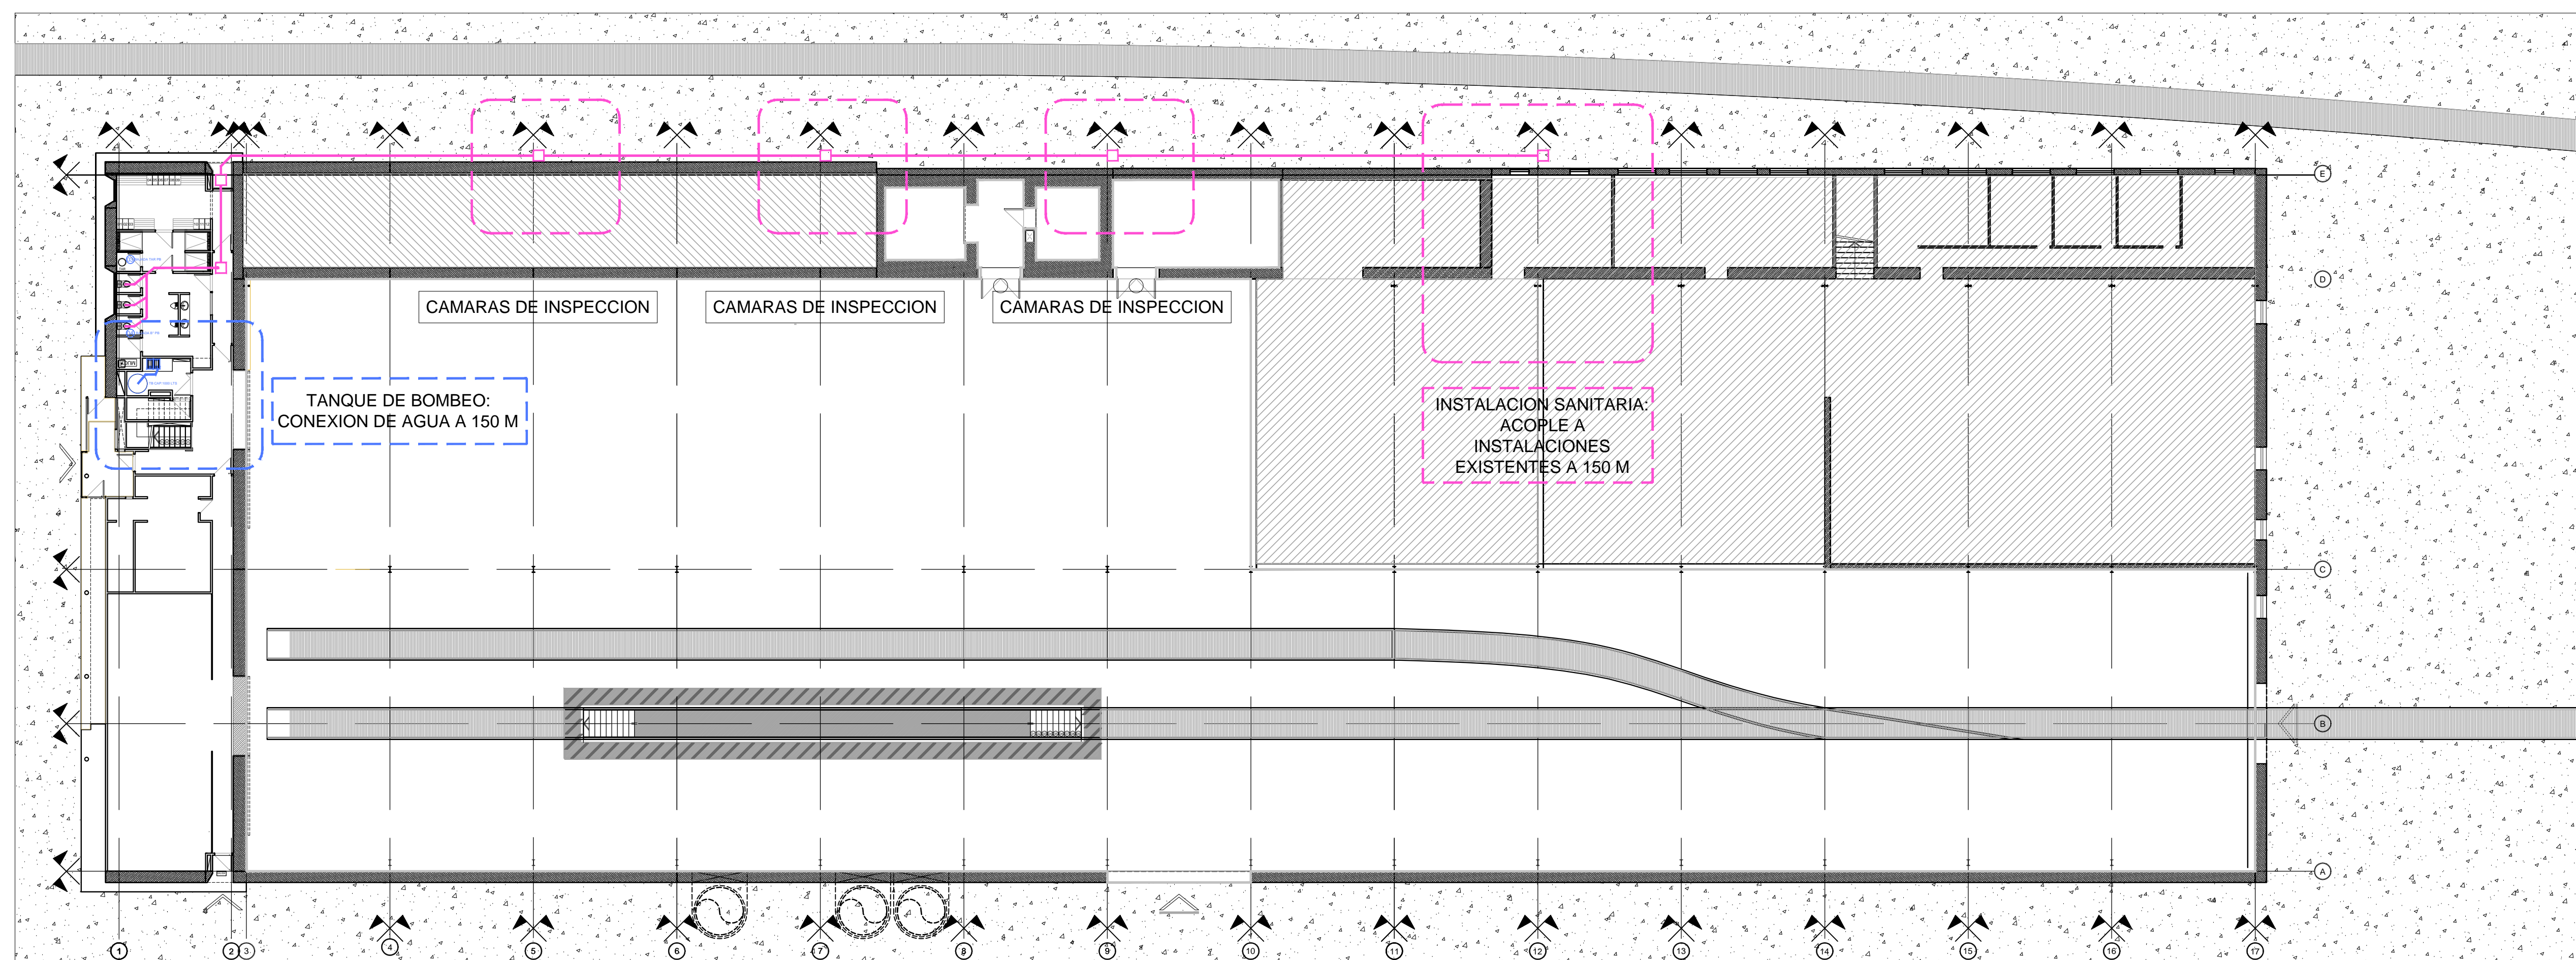 E
D
CAMARAS DE INSPECCION
CAMARAS DE INSPECCION
CAMARAS DE INSPECCION
TANQUE DE BOMBEO:
CONEXION DE AGUA A 150 M
INSTALACION SANITARIA:
ACOPLE A
INSTALACIONES
EXISTENTES A 150 M
C
B
A
1
2
3
4
5
6
7
8
9
10
11
12
13
14
15
16
17